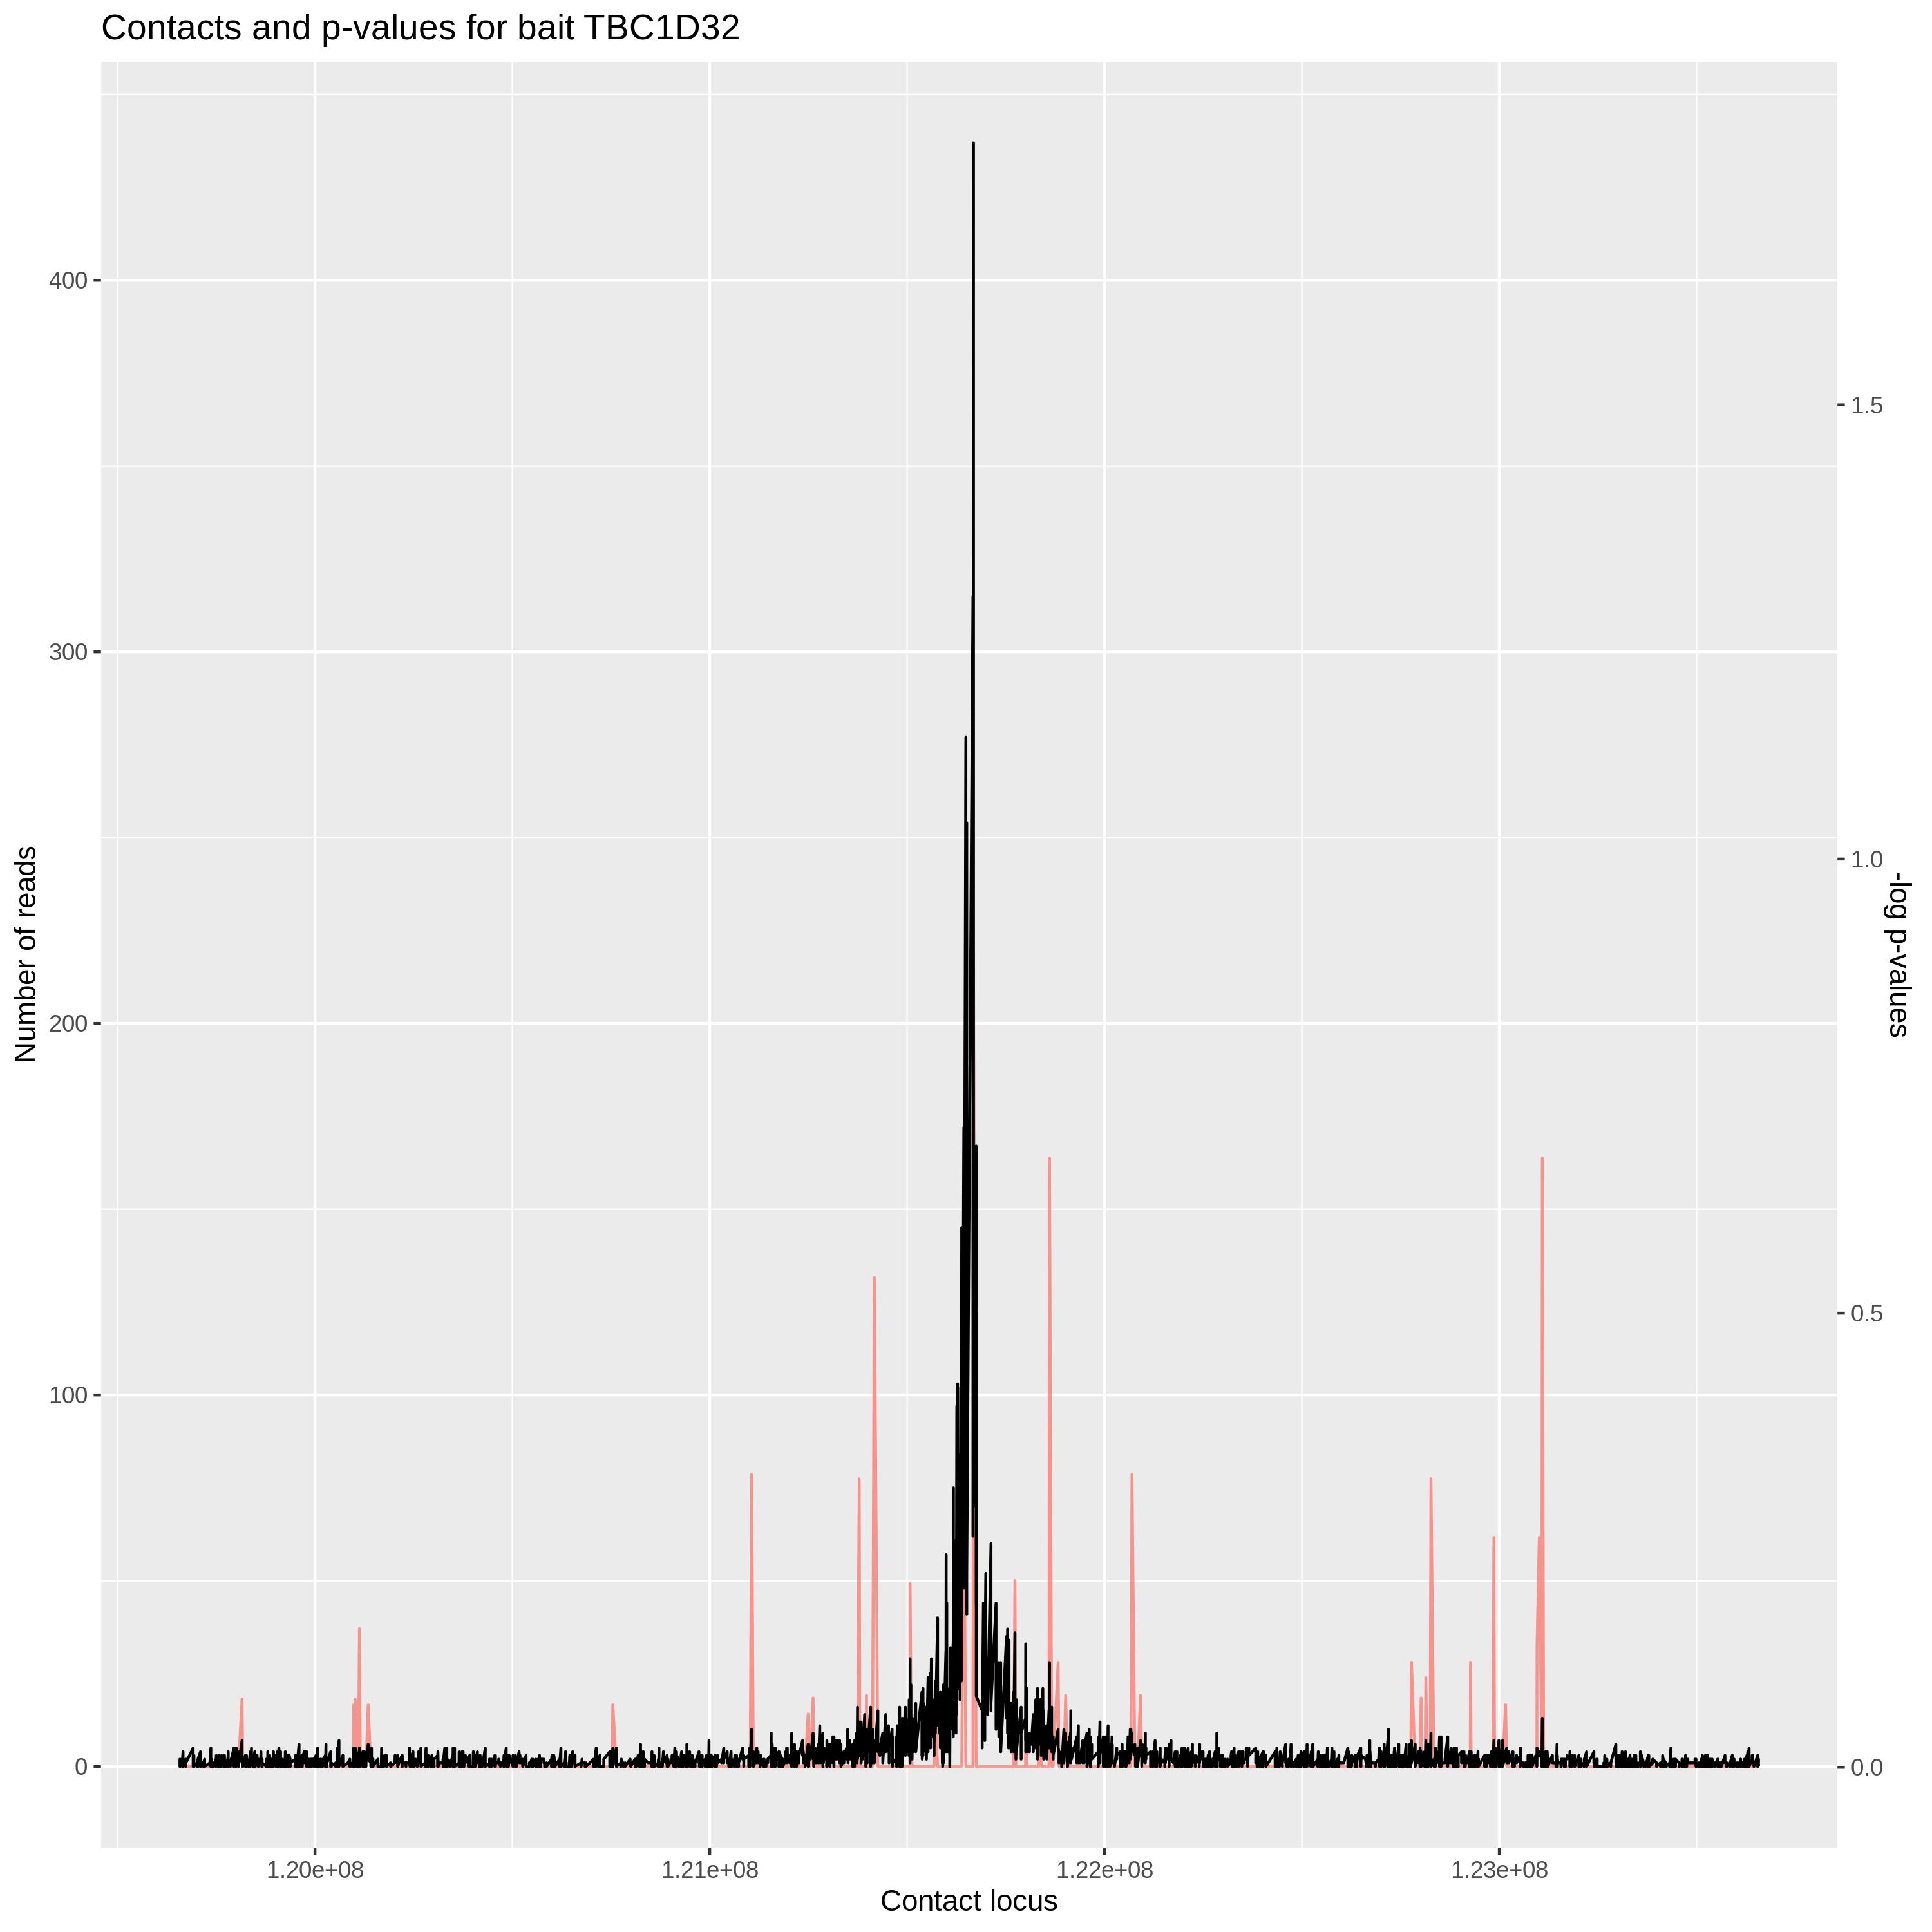 Contacts and p-values for bait TBC1D32
Number of reads
400
300
200
100
0
1.5
1.0
0.5
0.0
-log p-values
1.20e+08 1.21e+08 1.22e+08 1.23e+08
Contact locus